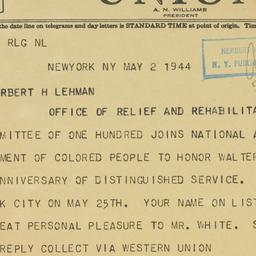 UNION
A. N. WILLIAMS
PRESIDENT
the date line on telegrams and day letters is STANDARD TIME at point of origin.
RLG NL
NEWYORK NY MAY 2 1944
RBERT H LEHMAN
OFFICE OF RELIEF AND REHABILITA
MITTEE OF ONE HUNDRED JOINS NATIONAL A
MENT OF COLORED PEOPLE TO HONOR WALTER
NNIVERSARY OF DISTINGUISHED SERVICE.
K CITY ON MAY 25TH. YOUR NAME ON LIST
EAT PERSONAL PLEASURE TO MR. WHITE. S
REPLY COLLECT VIA WESTERN UNION